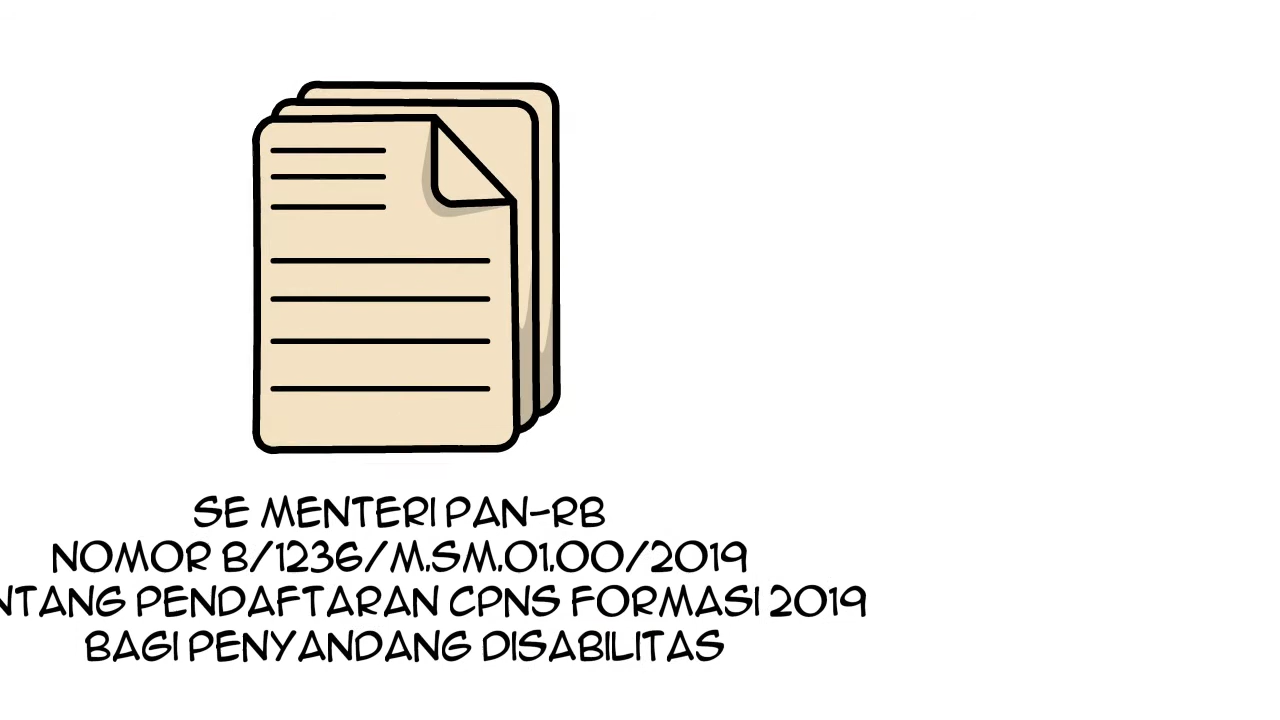 SE MENTERI PAN-RB
NOMOR B/1236/M.SM.01.00/2019
NTANG PENDAFTARAN CPNS FORMASI 2019
BAGI PENYANDANG DISABILITAS